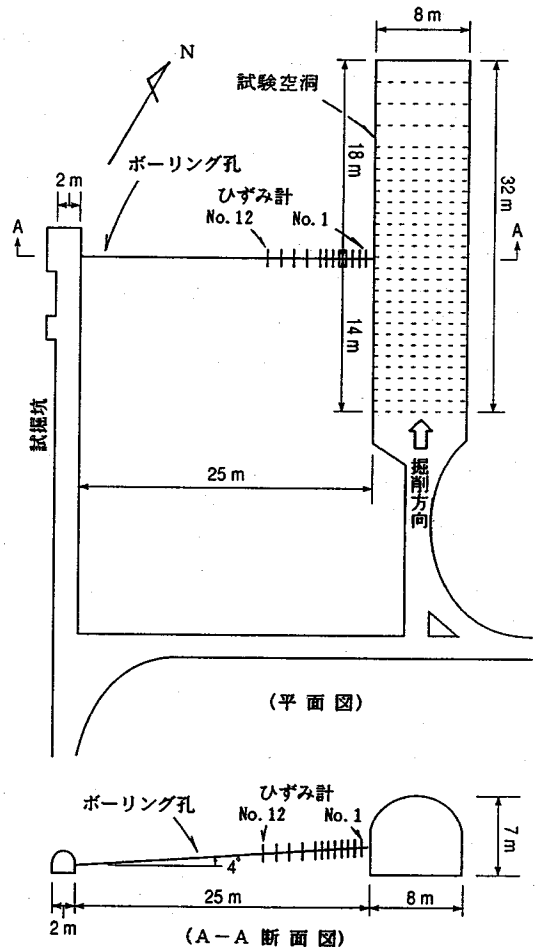 8 m
N
試験空洞
18 m
32 m
ボーリング孔
2 m
ひずみ計
No.12
No.1
A
A
14 m
試掘坑
掘削方向
25 m
(平 面 図)
ボーリング孔
ひずみ計
No.12
No.1
7 m
4°
25 m
8 m
2 m
(A－A 断 面 図)